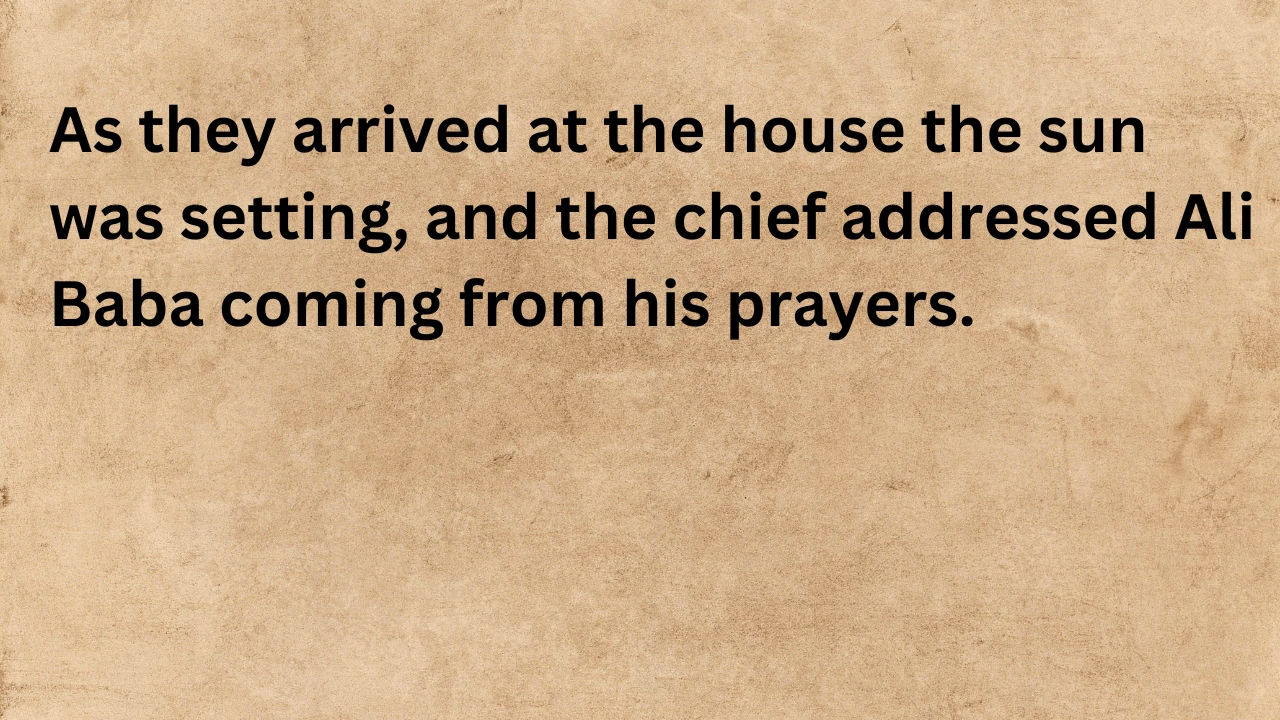 As they arrived at the house the sun
was setting, and the chief addressed Ali
Baba coming from his prayers.